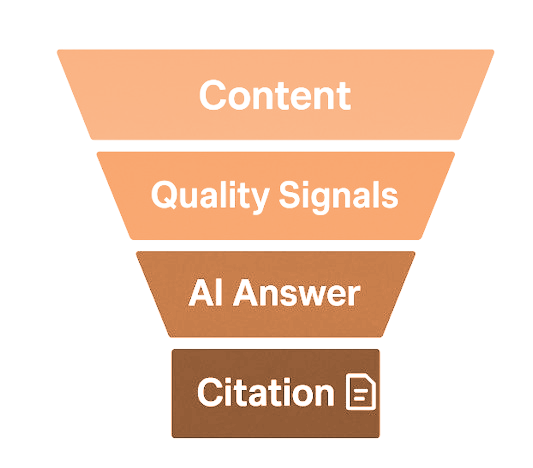 Content
Quality Signals
AI Answer
Citation